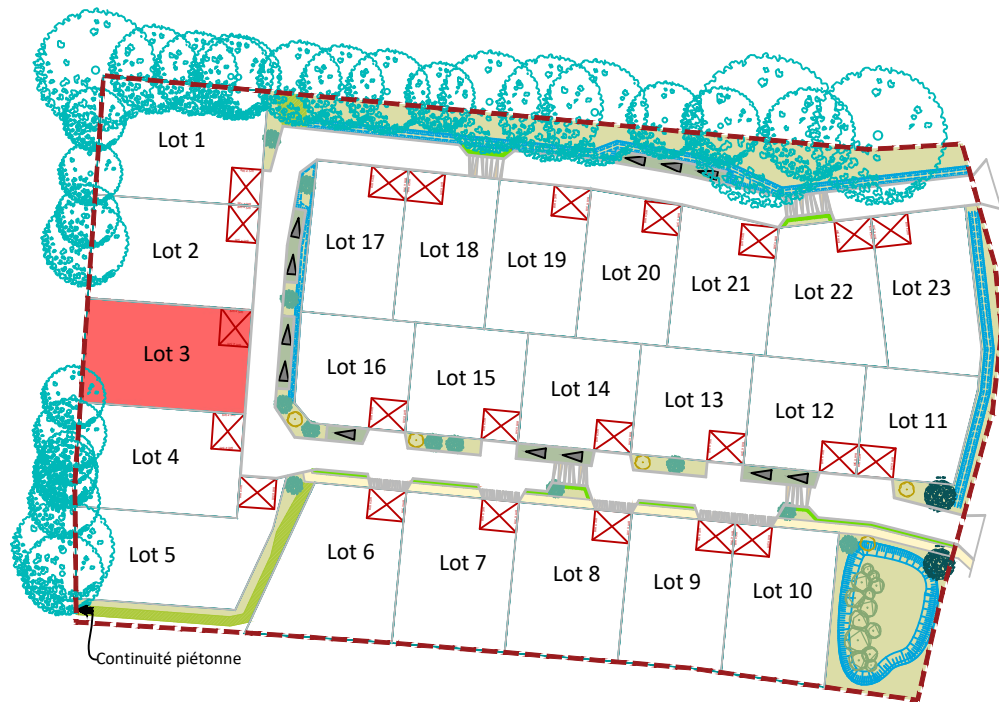 Lot 1
Lot 2
Lot 3
Lot 4
Lot 5
Lot 17
Lot 18
Lot 19
Lot 20
Lot 21
Lot 22
Lot 23
Lot 16
Lot 15
Lot 14
Lot 13
Lot 12
Lot 11
Lot 6
Lot 7
Lot 8
Lot 9
Lot 10
Continuité piétonne